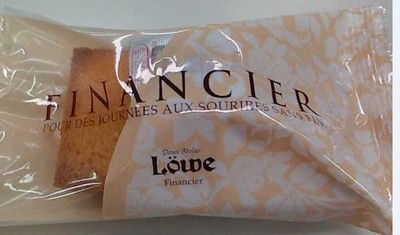 FINANCIER
POUR DES JOURNEES AUX SOURIRES SANS FIN
Doux Atelier
Löwe
Financier